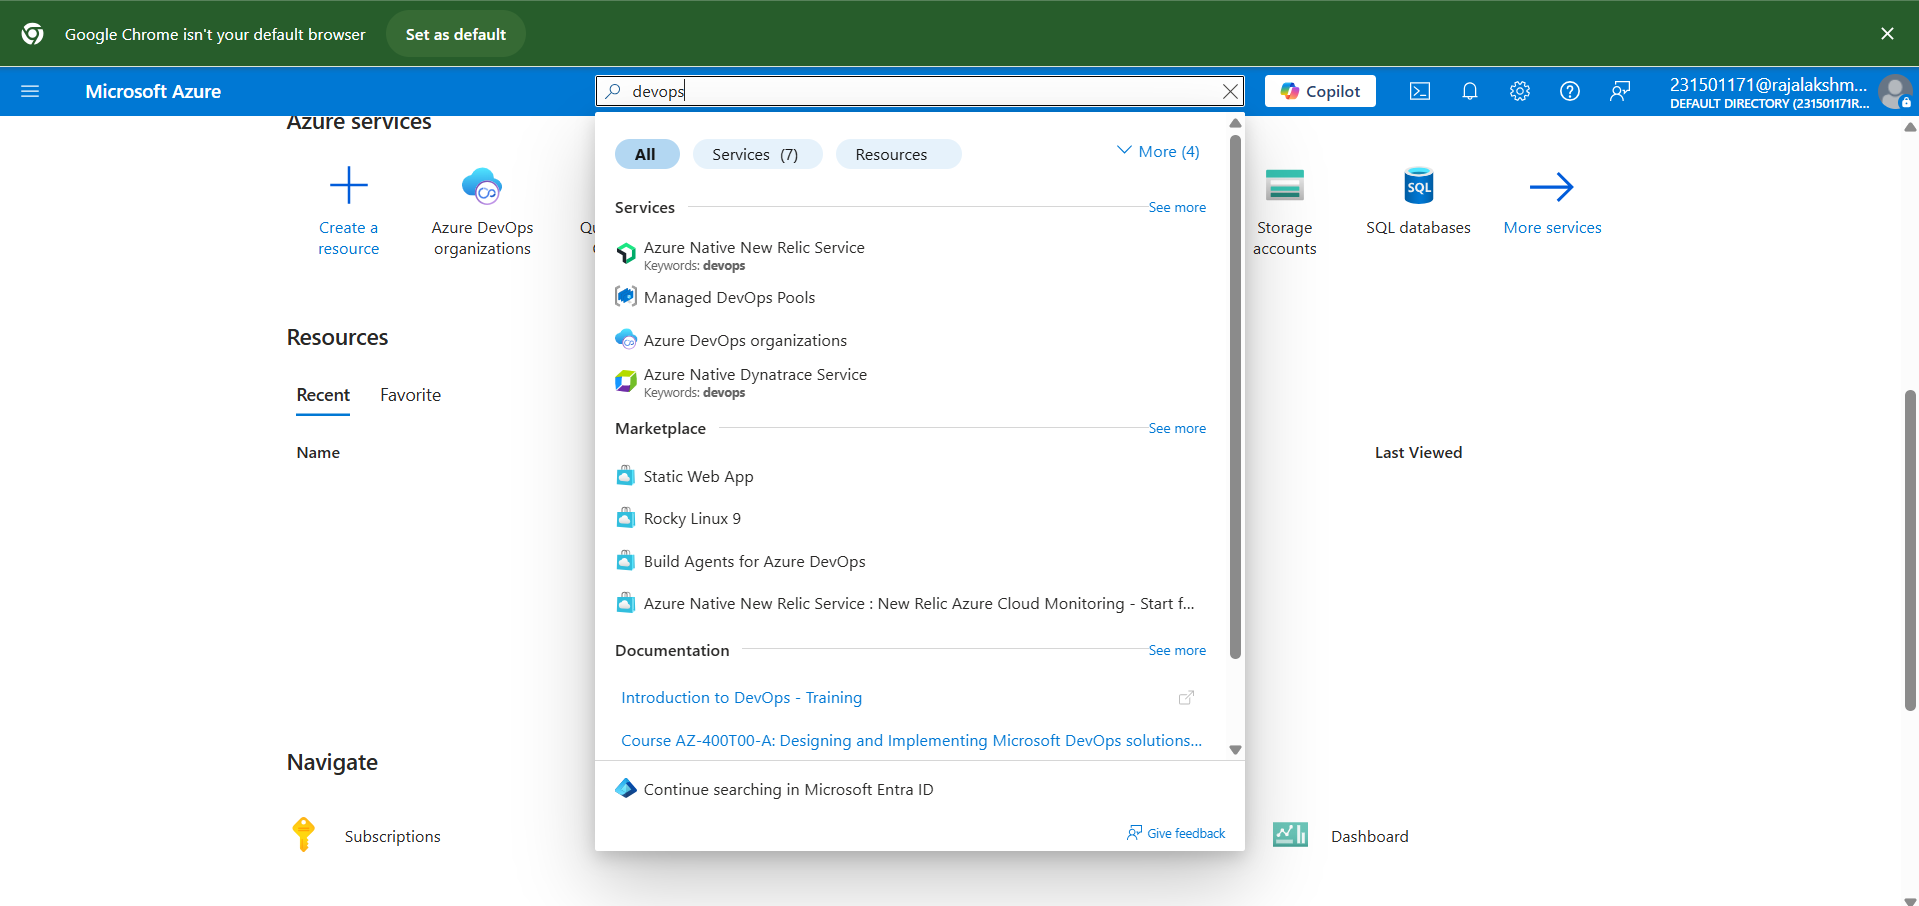 Google Chrome isn't your default browser
Set as default
Microsoft Azure
devops
Copilot
231501171@rajalakshm...
DEFAULT DIRECTORY (231501171R...
Azure services
Create a
resource
Azure DevOps
organizations
Storage
accounts
SQL
SQL databases
More services
All
Services (7)
Resources
More (4)
Services
See more
Azure Native New Relic Service
Keywords: devops
Managed DevOps Pools
Azure DevOps organizations
Azure Native Dynatrace Service
Keywords: devops
Marketplace
See more
Static Web App
Rocky Linux 9
Build Agents for Azure DevOps
Azure Native New Relic Service : New Relic Azure Cloud Monitoring - Start f...
Documentation
See more
Introduction to DevOps - Training
Course AZ-400T00-A: Designing and Implementing Microsoft DevOps solutions...
Continue searching in Microsoft Entra ID
Give feedback
Resources
Recent
Favorite
Name
Last Viewed
Navigate
Subscriptions
Dashboard